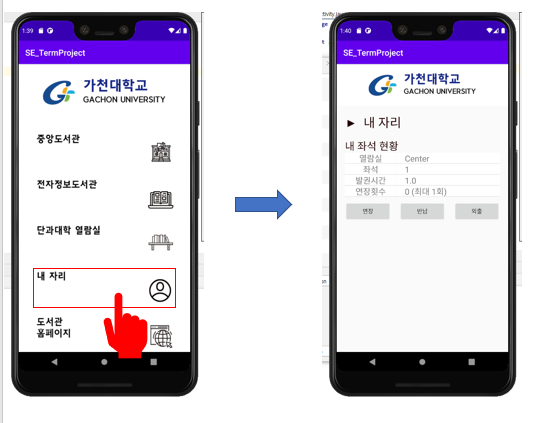 1:39
SE_TermProject
가천대학교
GACHON UNIVERSITY
중앙도서관
전자정보도서관
단과대학 열람실
내 자리
도서관
홈페이지
1:40
SE_TermProject
가천대학교
GACHON UNIVERSITY
► 내 자리
내 좌석 현황
열람실 Center
좌석 1
발권시간 1.0
연장횟수 0 (최대 1회)
연장 반납 외출